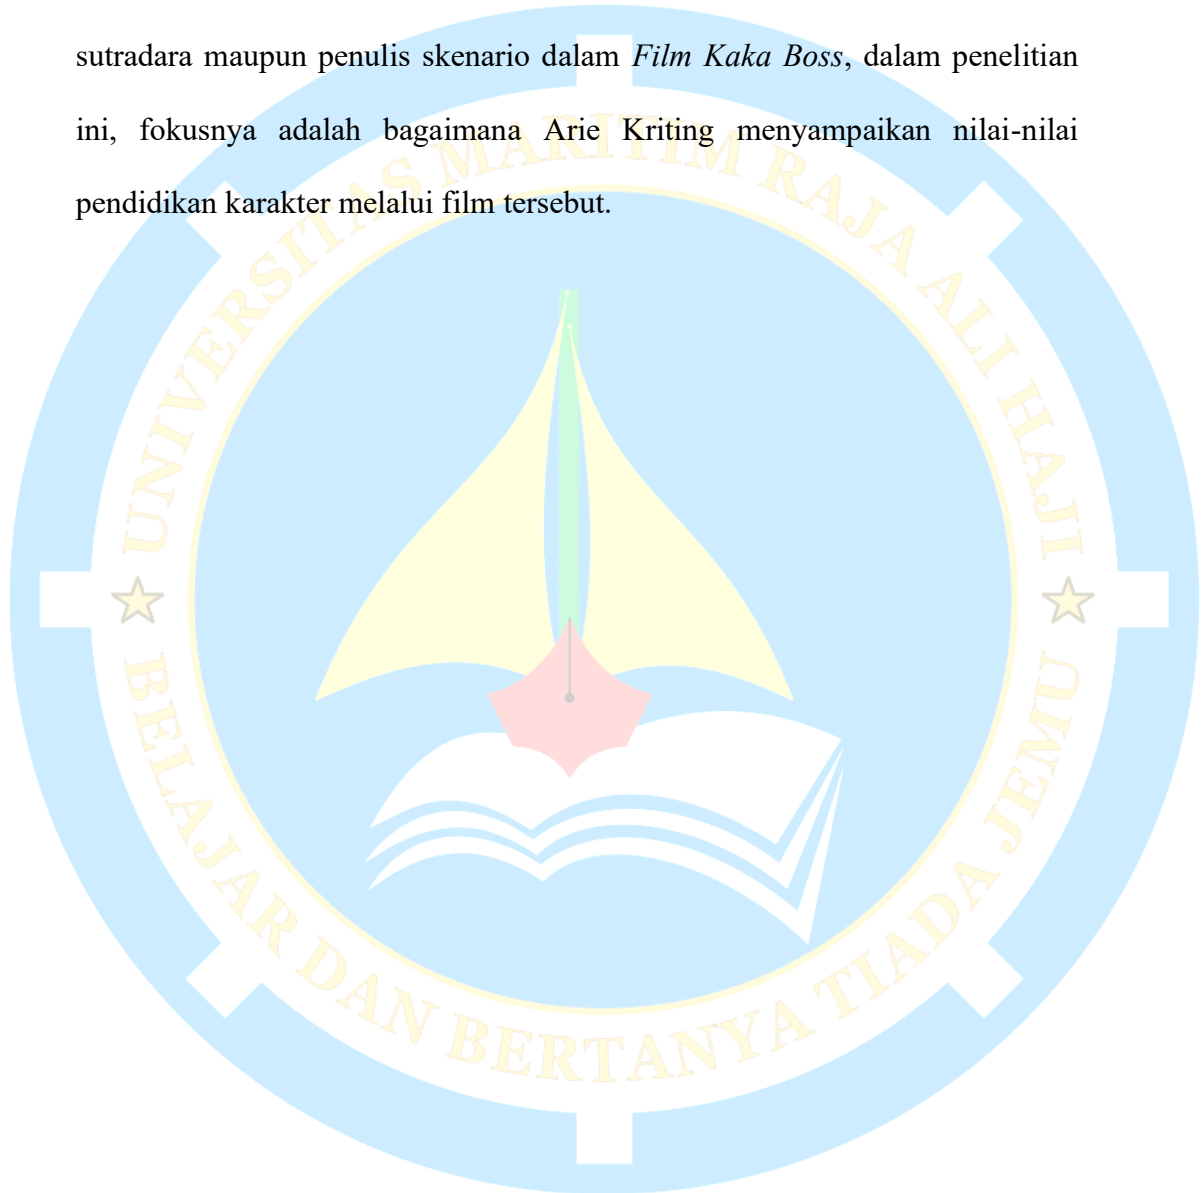 sutradara maupun penulis skenario dalam Film Kaka Boss, dalam penelitian
ini, fokusnya adalah bagaimana Arie Kriting menyampaikan nilai-nilai
pendidikan karakter melalui film tersebut.
UNIVERSITAS MARITIM RAJA ALI HAJI
BELAJAR DAN BERTANYA TIADA JEMU